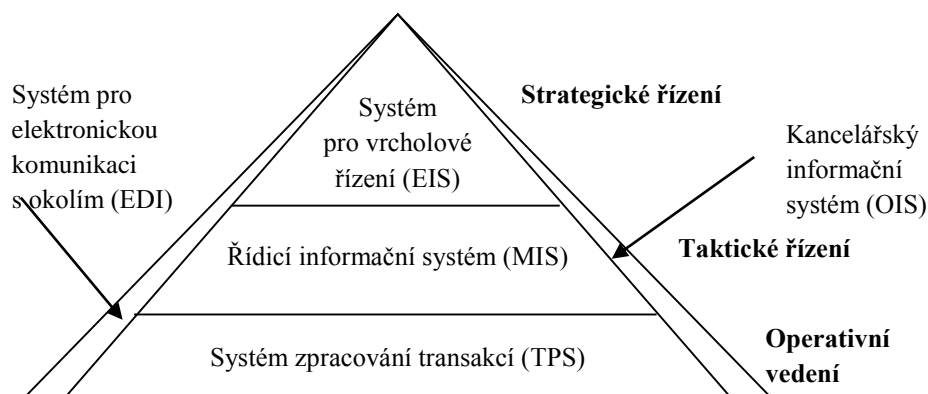 Systém pro
elektronickou
komunikaci
s okolím (EDI)
Systém
pro vrcholové
řízení (EIS)
Strategické řízení
Kancelářský
informační
systém (OIS)
Řídicí informační systém (MIS)
Taktické řízení
Systém zpracování transakcí (TPS)
Operativní
vedení